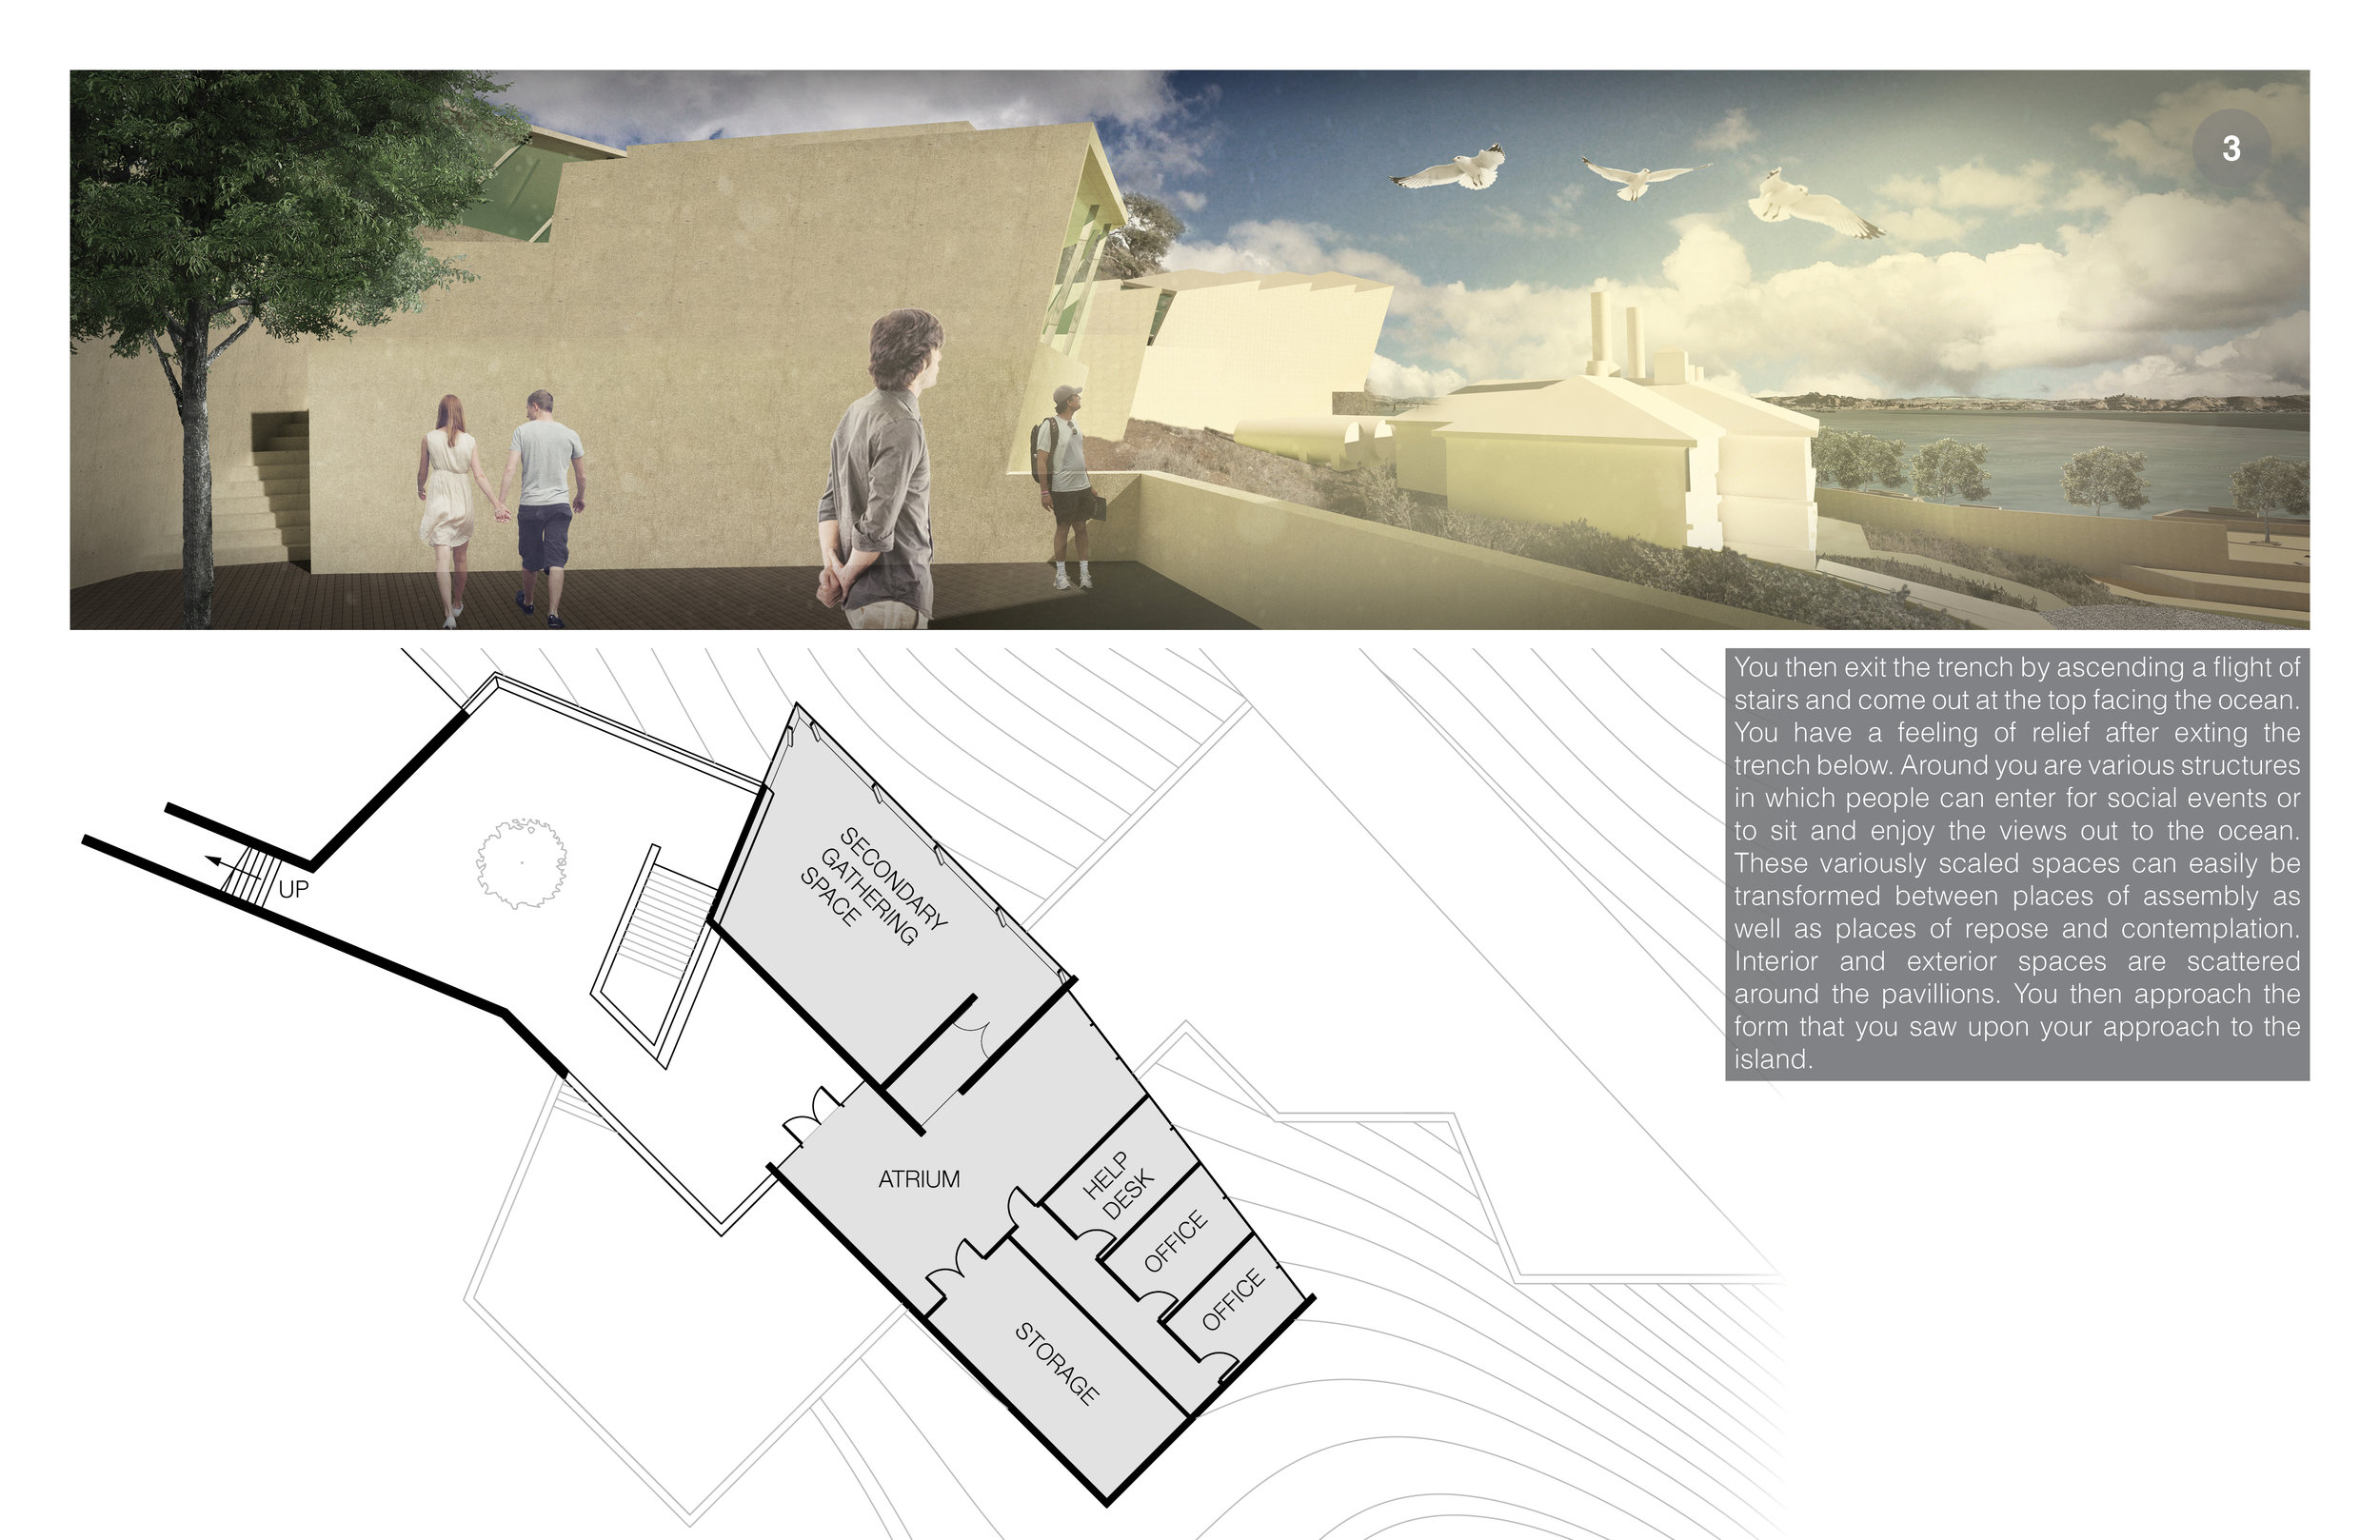 3
You then exit the trench by ascending a flight of
stairs and come out at the top facing the ocean.
You have a feeling of relief after exting the
trench below. Around you are various structures
in which people can enter for social events or
to sit and enjoy the views out to the ocean.
These variously scaled spaces can easily be
transformed between places of assembly as
well as places of repose and contemplation.
Interior and exterior spaces are scattered
around the pavillions. You then approach the
form that you saw upon your approach to the
island.
UP
SECONDARY
GATHERING
SPACE
ATRIUM
HELP
DESK
OFFICE
OFFICE
STORAGE